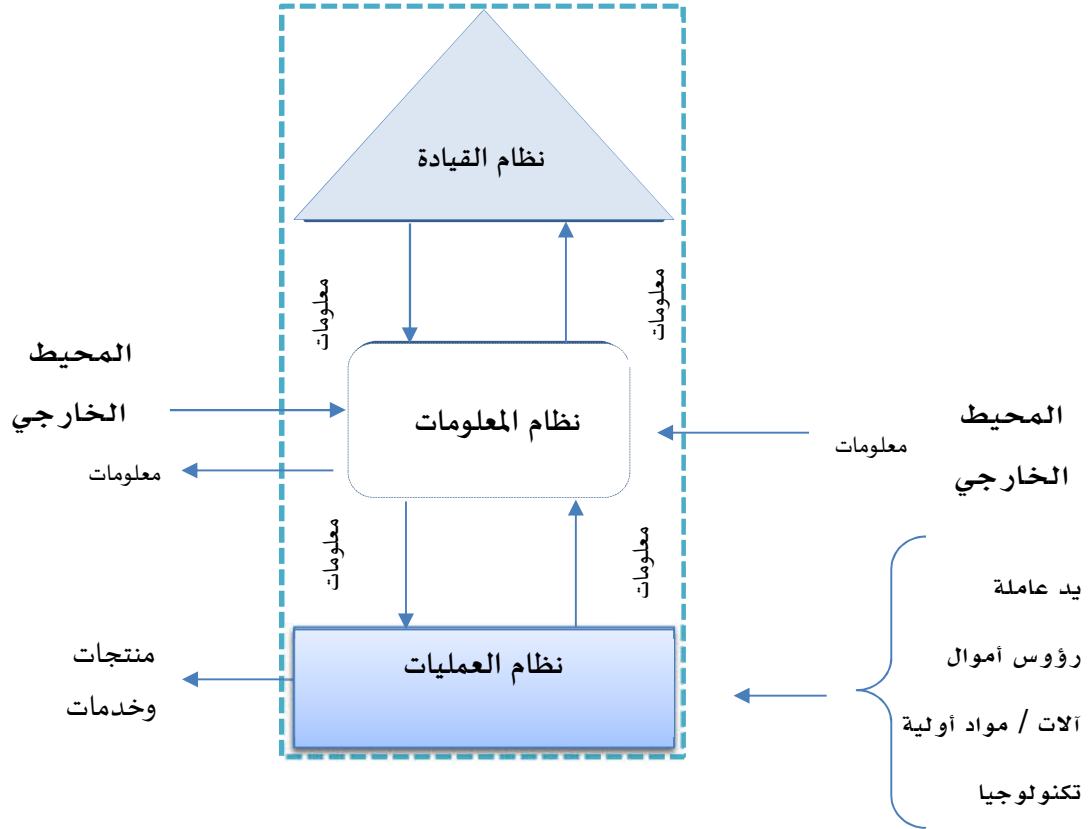 نظام القيادة
معلومات
معلومات
المحيط
الخارجي
نظام المعلومات
المحيط
الخارجي
معلومات
معلومات
معلومات
معلومات
يد عاملة
رؤوس أموال
آلات / مواد أولية
تكنولوجيا
نظام العمليات
منتجات
وخدمات